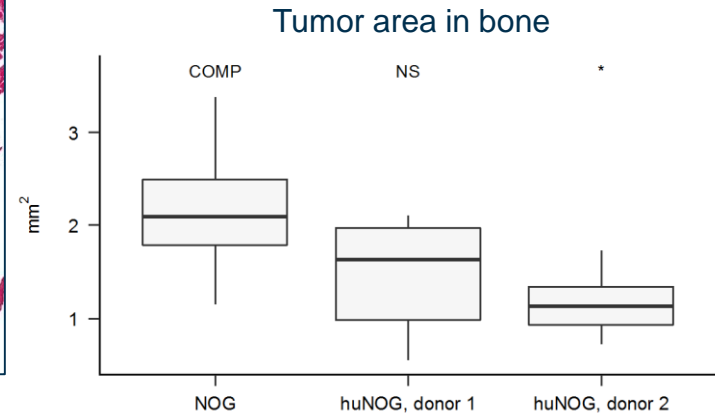 Tumor area in bone
COMP NS *
mm²
3
2
1
NOG huNOG, donor 1 huNOG, donor 2